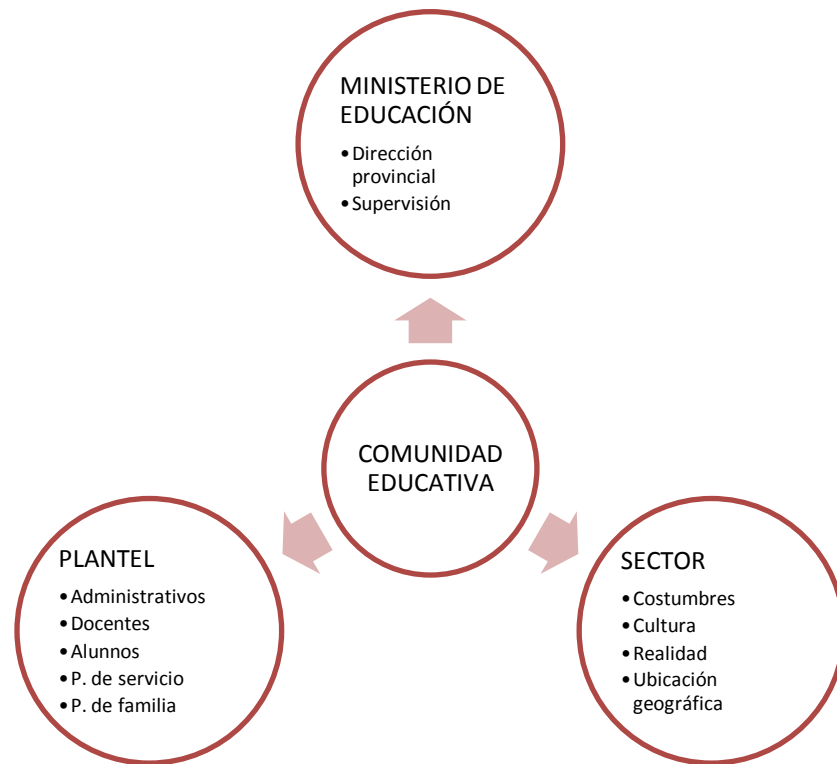 MINISTERIO DE
EDUCACIÓN
•Dirección
provincial
•Supervisión
COMUNIDAD
EDUCATIVA
PLANTEL
•Administrativos
•Docentes
•Alunnos
•P. de servicio
•P. de familia
SECTOR
•Costumbres
•Cultura
•Realidad
•Ubicación
geográfica